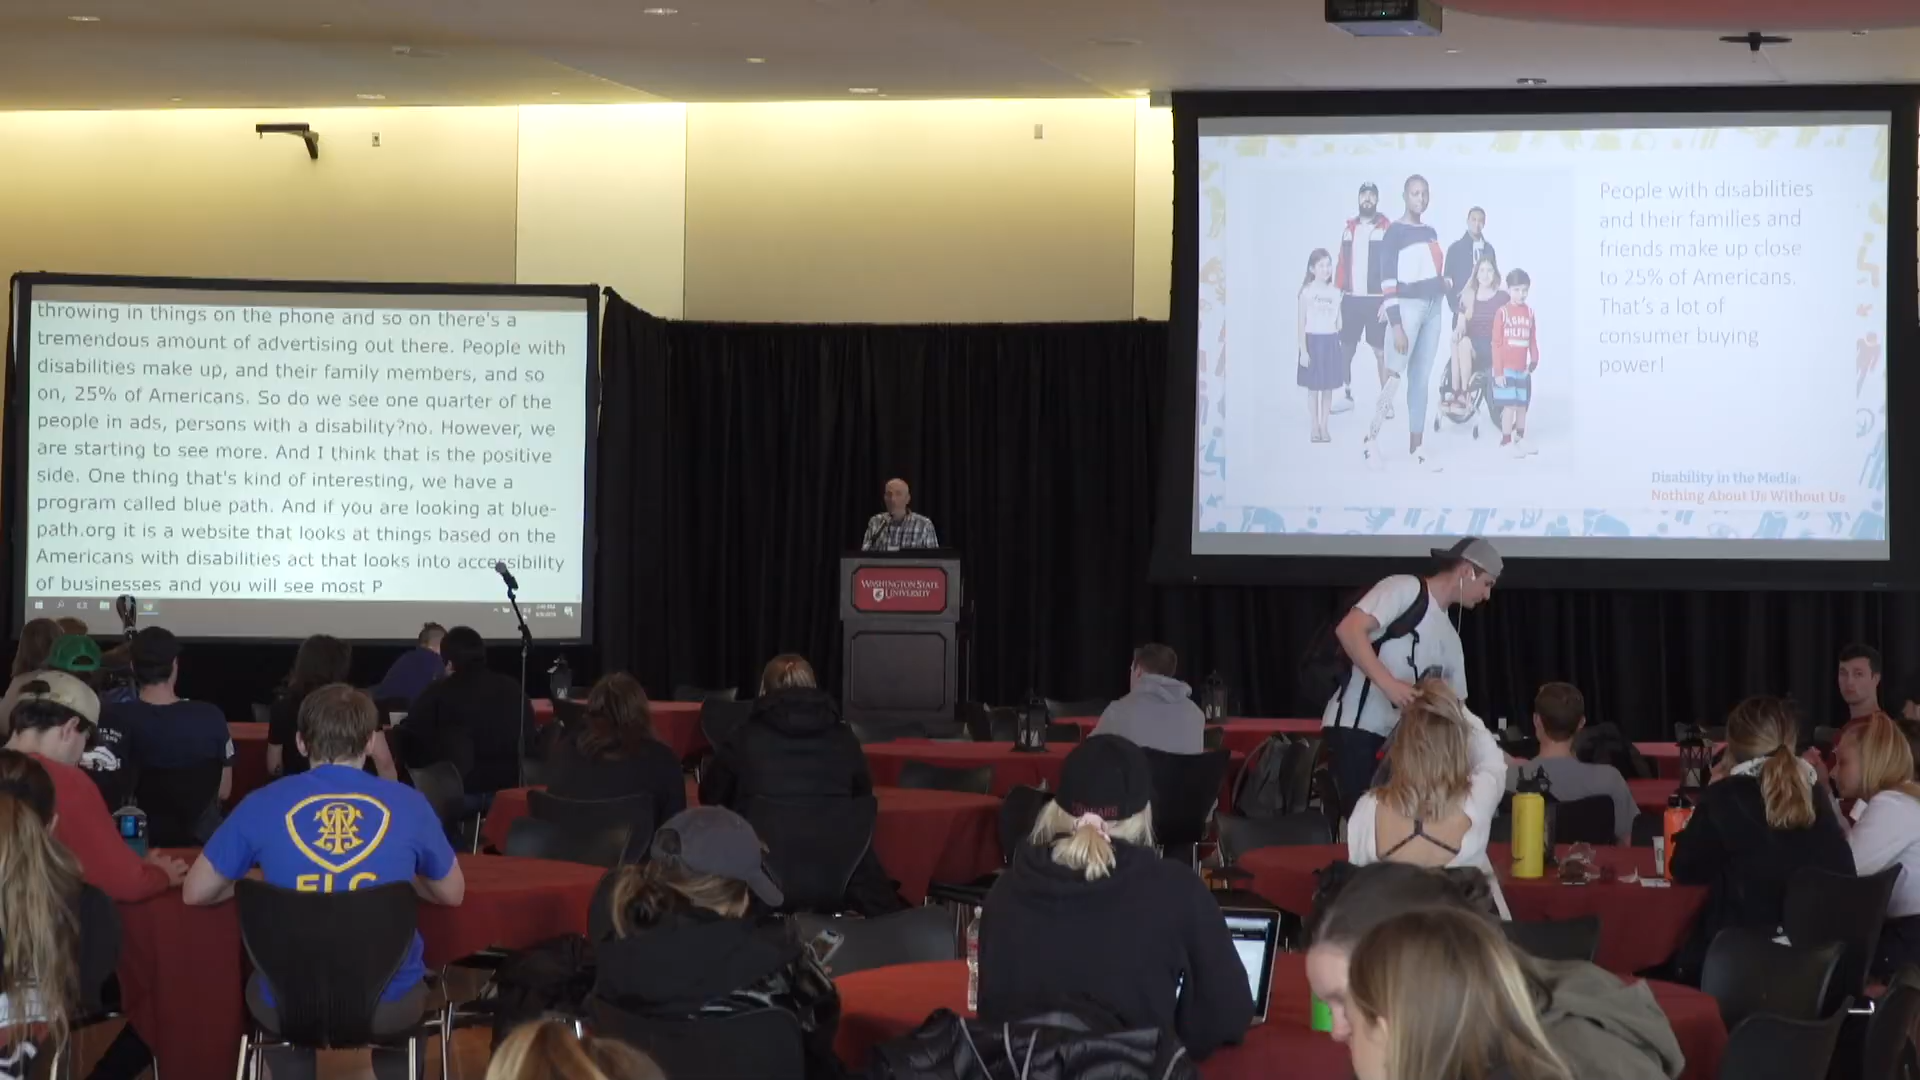 throwing in things on the phone and so on there's a
tremendous amount of advertising out there. People with
disabilities make up, and their family members, and so
on, 25% of Americans. So do we see one quarter of the
people in ads, persons with a disability?no. However, we
are starting to see more. And I think that is the positive
side. One thing that's kind of interesting, we have a
program called blue path. And if you are looking at blue-
path.org it is a website that looks at things based on the
Americans with disabilities act that looks into accessibility
of businesses and you will see most P
WASHINGTON STATE
UNIVERSITY
People with disabilities
and their families and
friends make up close
to 25% of Americans.
That's a lot of
consumer buying
power!
Disability in the Media:
Nothing About Us Without Us
FLC